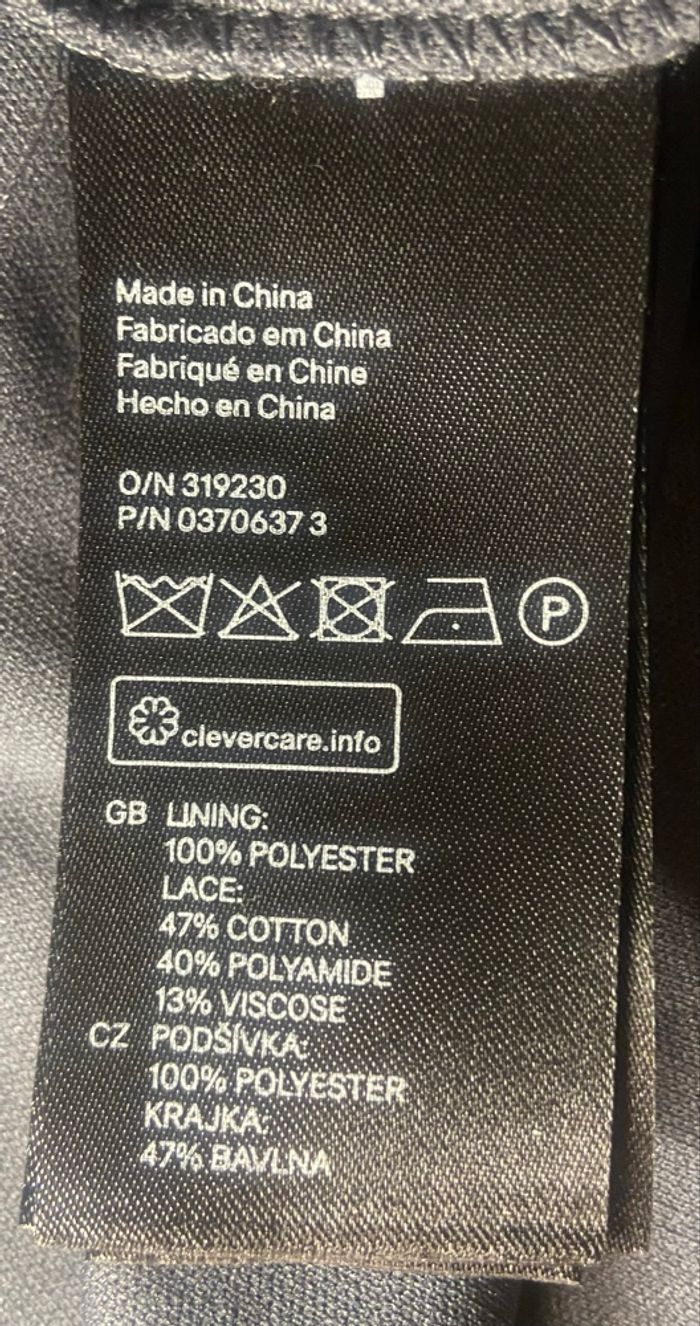 Made in China
Fabricado em China
Fabriqué en Chine
Hecho en China
O/N 319230
P/N 0370637 3
P
clevercare.info
GB LINING:
100% POLYESTER
LACE:
47% COTTON
40% POLYAMIDE
13% VISCOSE
CZ PODŠÍVKA:
100% POLYESTER
KRAJKA:
47% BAVLNA